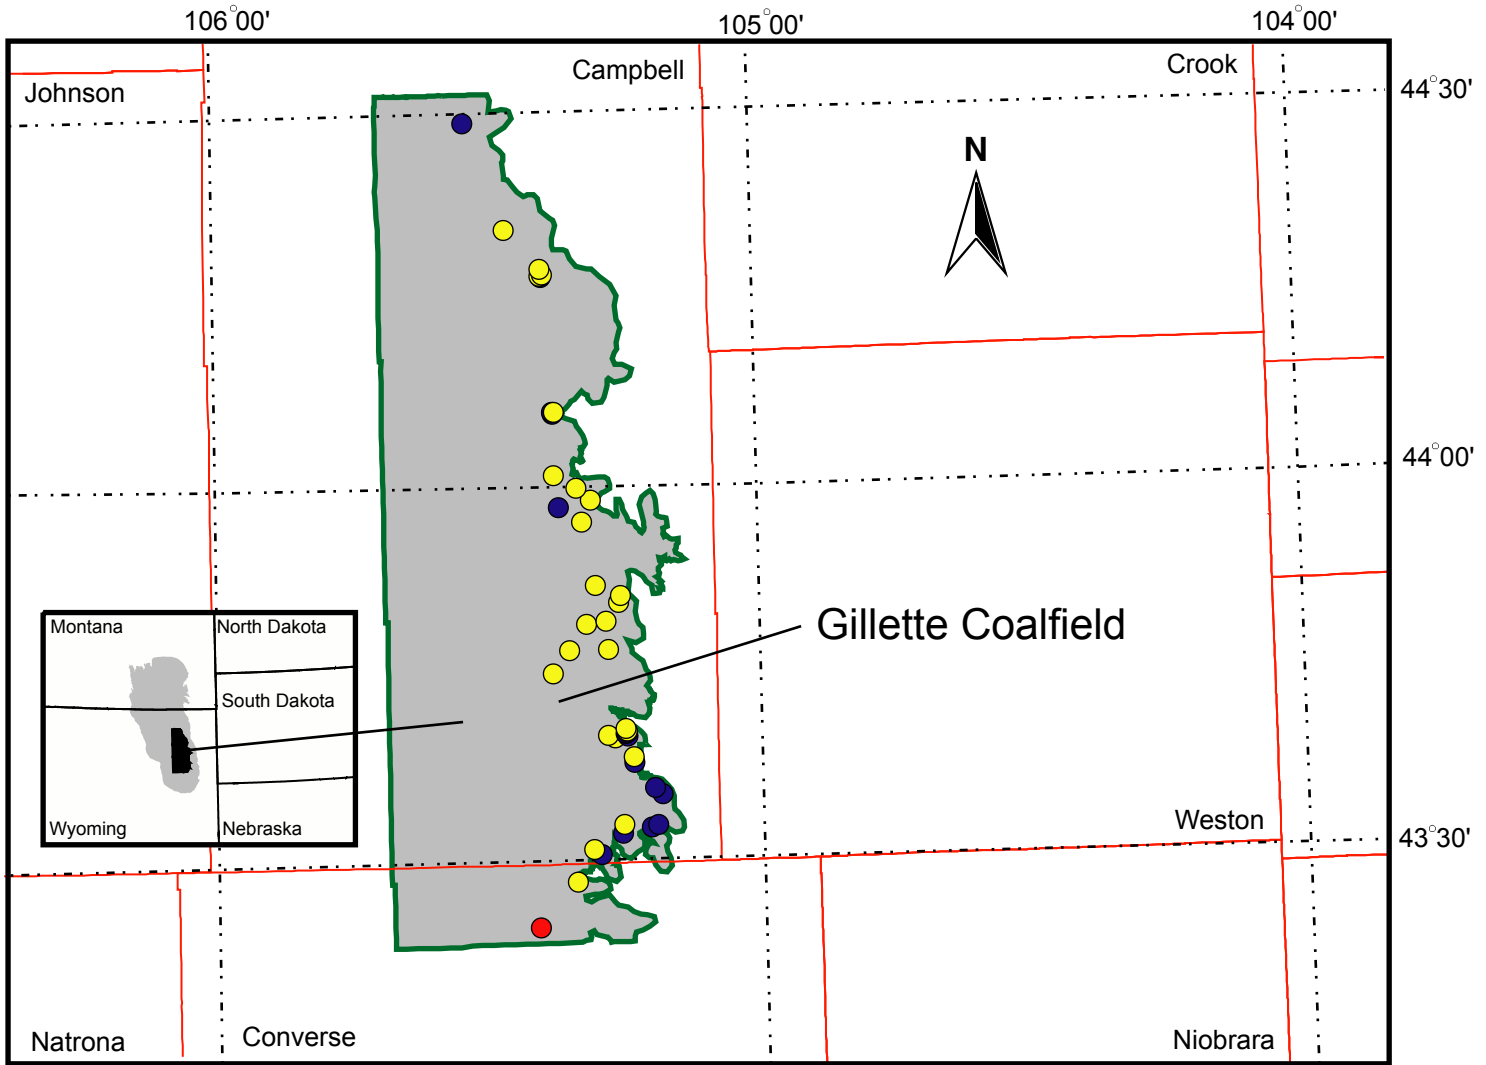 106°00'
105°00'
104°00'
Campbell
Crook
Johnson
44°30'
N
44°00'
Gillette Coalfield
Montana
North Dakota
South Dakota
Wyoming
Nebraska
Weston
43°30'
Natrona
Converse
Niobrara